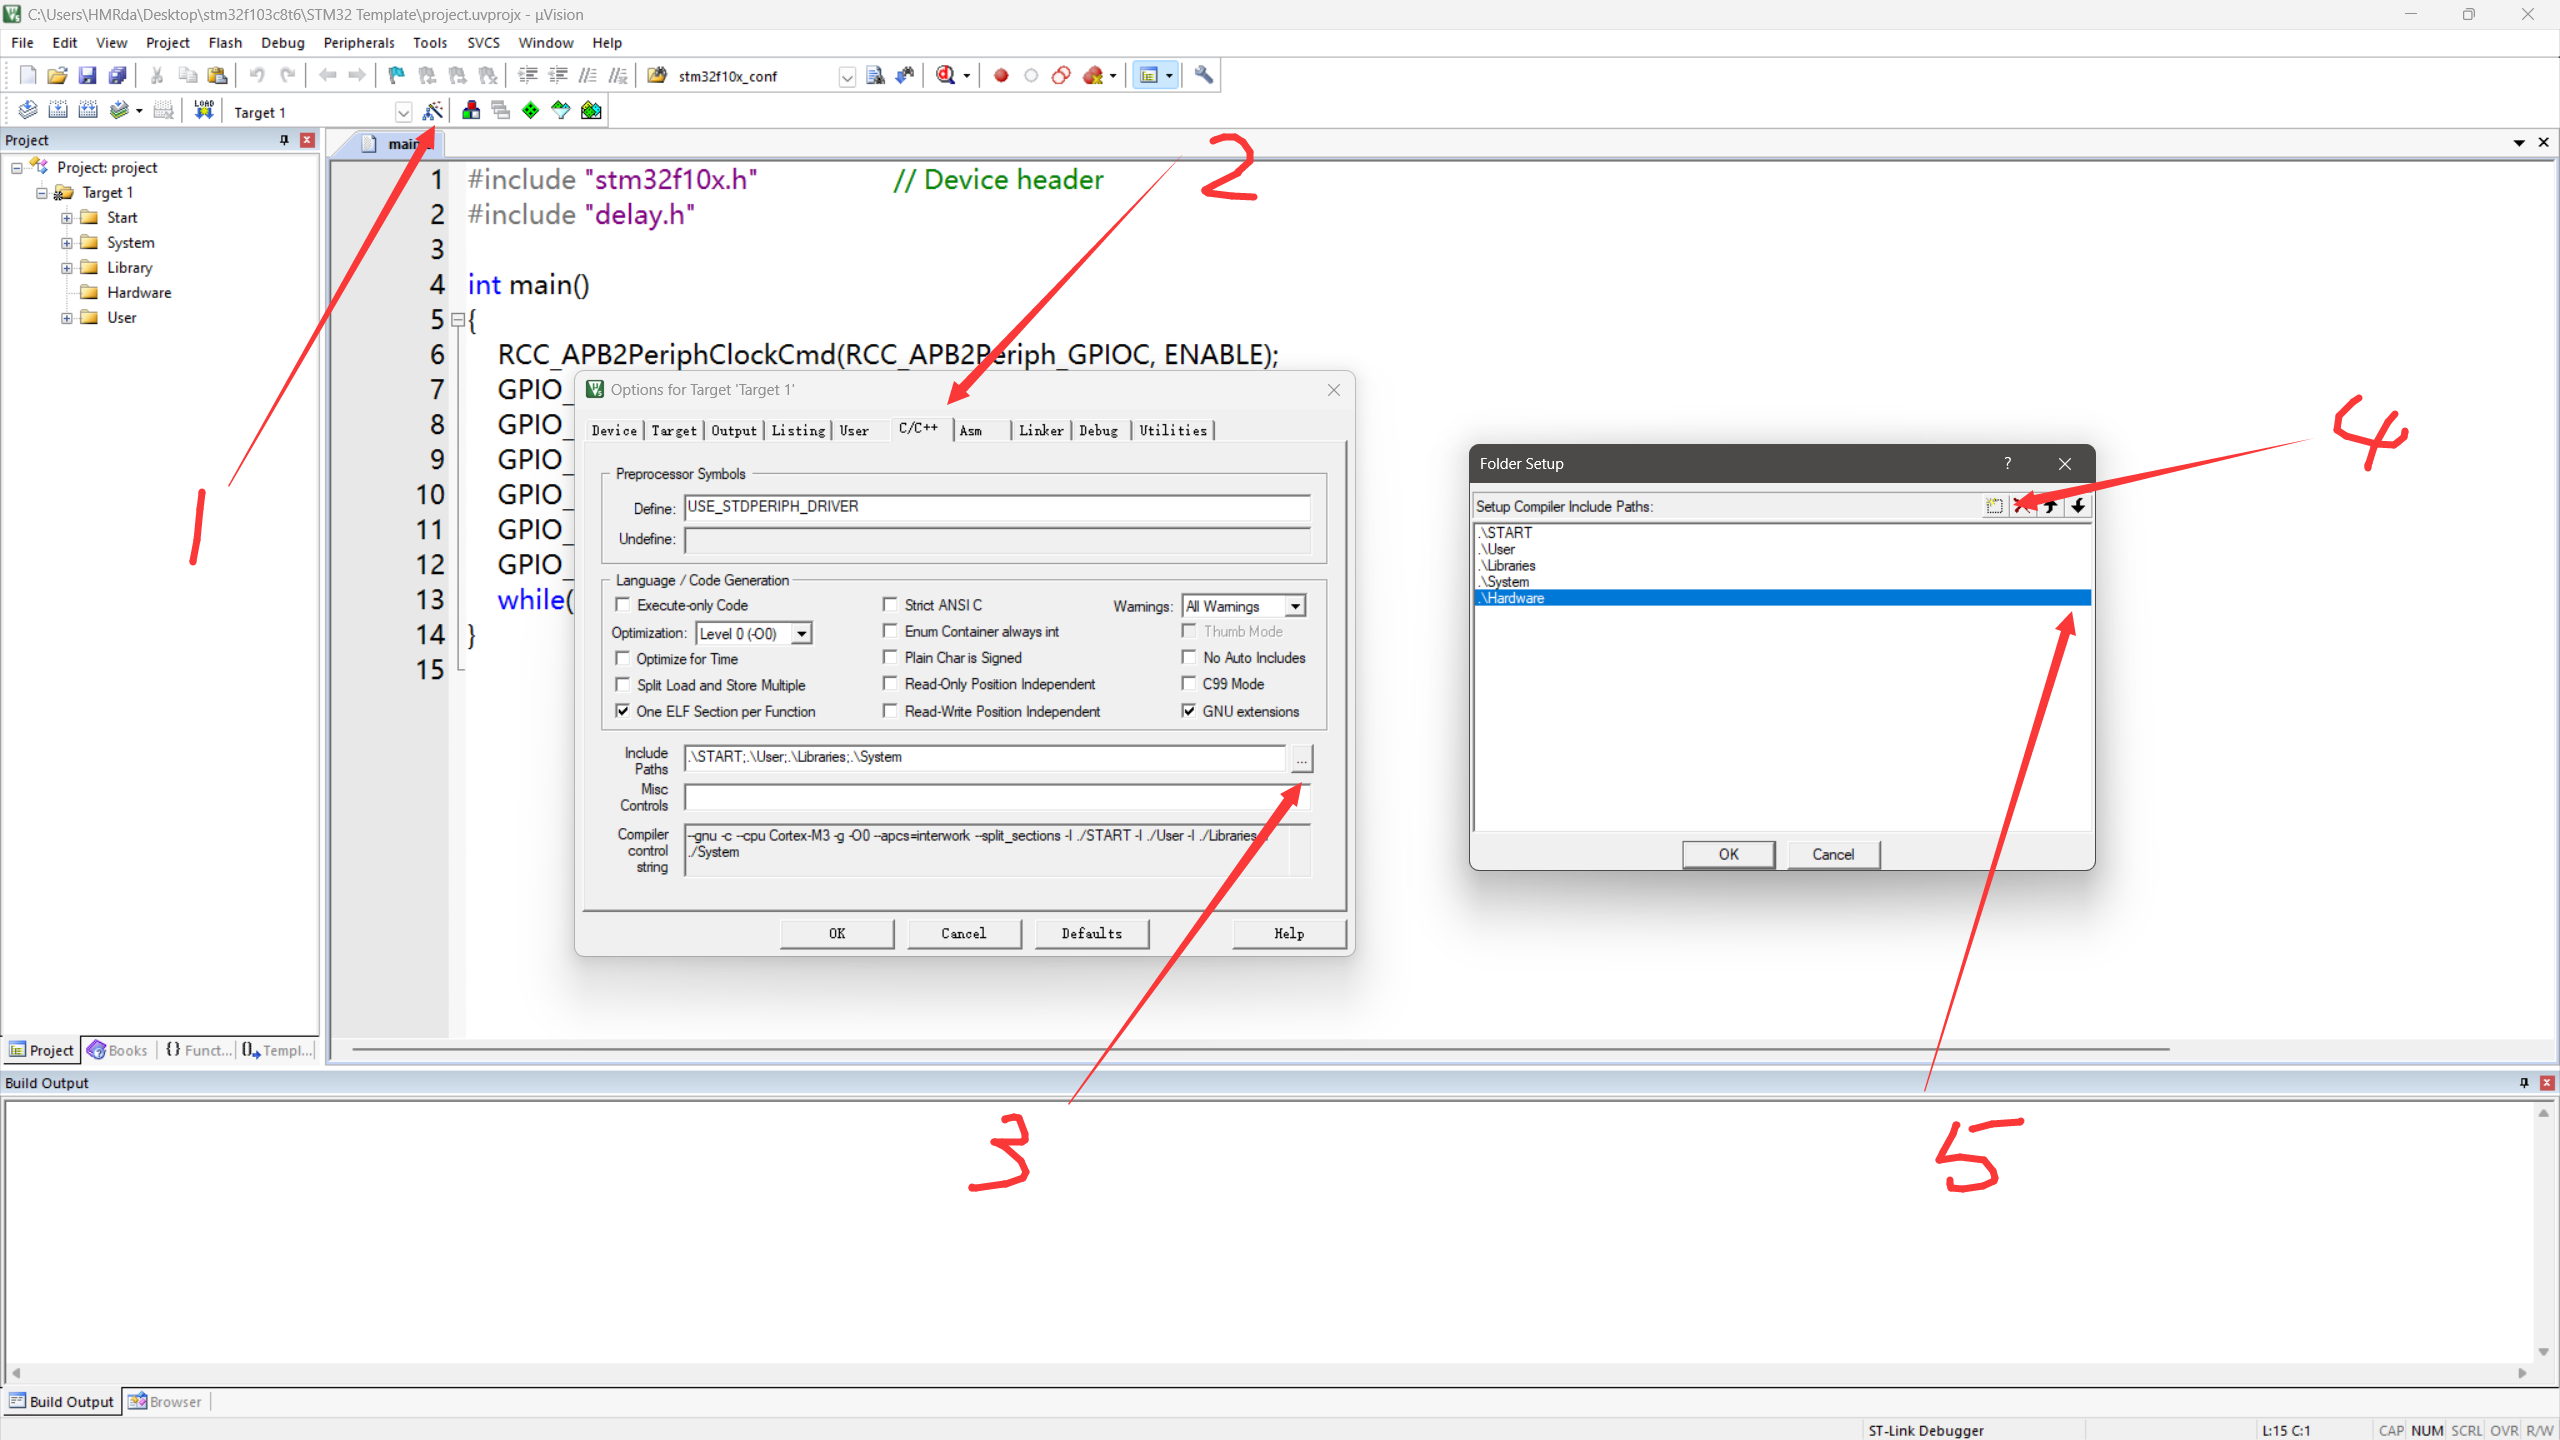 C:\Users\HMRda\Desktop\stm32f103c8t6\STM32 Template\project.uvprojx - µVision
File Edit View Project Flash Debug Peripherals Tools SVCS Window Help
stm32f10x_conf
LOAD Target 1
Project
Project: project
Target 1
Start
System
Library
Hardware
User
Project Books {} Funct... Templ...
main
1 #include "stm32f10x.h" // Device header
2 #include "delay.h"
3
4 int main()
5 {
6 RCC_APB2PeriphClockCmd(RCC_APB2Periph_GPIOC, ENABLE);
7 GPIO_
8 GPIO_
9 GPIO_
10 GPIO_
11 GPIO_
12 GPIO_
13 while(
14 }
15
Options for Target 'Target 1'
Device Target Output Listing User C/C++ Asm Linker Debug Utilities
Preprocessor Symbols
Define: USE_STDPERIPH_DRIVER
Undefine:
Language / Code Generation
Execute-only Code Strict ANSI C Warnings: All Warnings
Optimization: Level 0 (-O0) Enum Container always int Thumb Mode
Optimize for Time Plain Char is Signed No Auto Includes
Split Load and Store Multiple Read-Only Position Independent C99 Mode
One ELF Section per Function Read-Write Position Independent GNU extensions
Include Paths .\START;.\User;.\Libraries;.\System ...
Misc Controls
Compiler control string --gnu -c --cpu Cortex-M3 -g -O0 --apcs=interwork --split_sections -I ./START -I ./User -I ./Libraries
./System
OK Cancel Defaults Help
Folder Setup ?
Setup Compiler Include Paths:
.\START
.\User
.\Libraries
.\System
.\Hardware
OK Cancel
1
2
3
4
5
Build Output
Build Output Browser
ST-Link Debugger L:15 C:1 CAP NUM SCRL OVR R/W